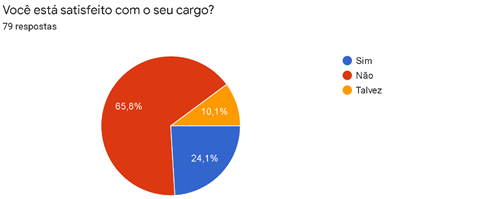 Você está satisfeito com o seu cargo?
79 respostas
Sim
Não
Talvez
65,8%
10,1%
24,1%